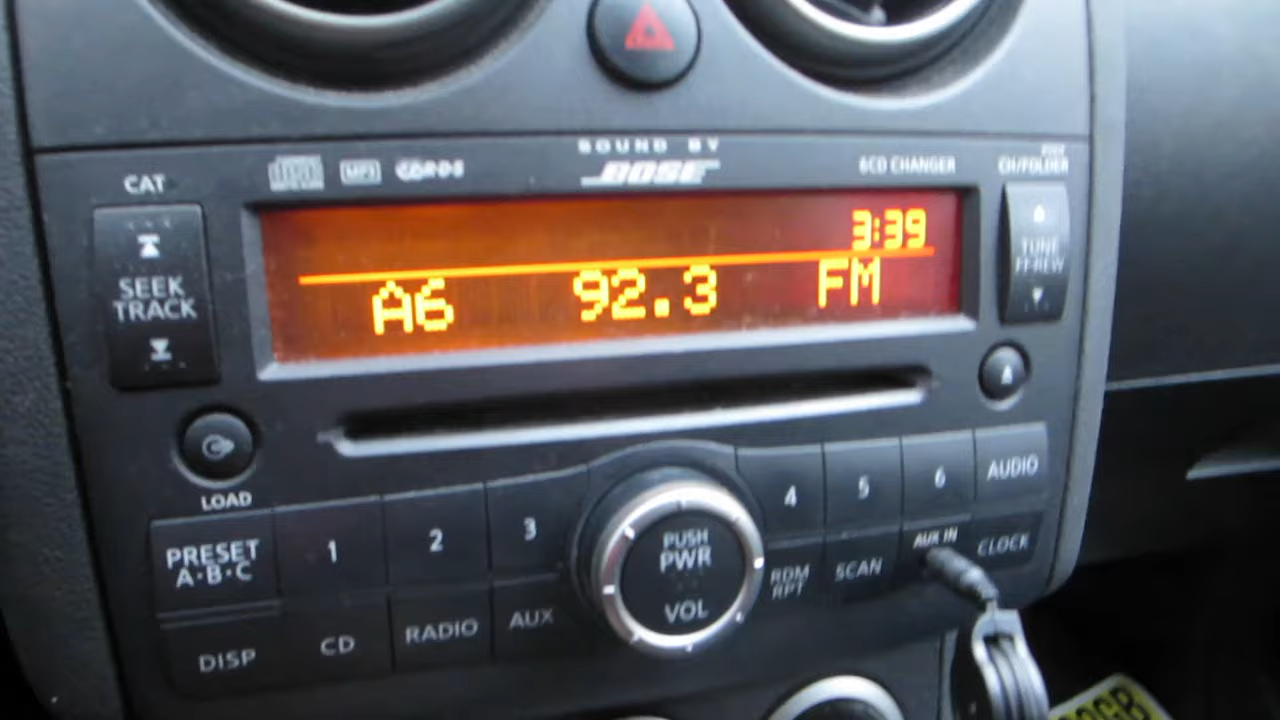 SOUND BY
BOSE
MP3
6CD CHANGER
CH/FOLDER
CAT
SEEK
TRACK
3:39
A6 92.3 FM
TUNE
FF·REW
LOAD
PRESET
A·B·C
1
2
3
PUSH
PWR
VOL
4
5
6
AUDIO
DISP
CD
RADIO
AUX
RDM
RPT
SCAN
AUX IN
CLOCK